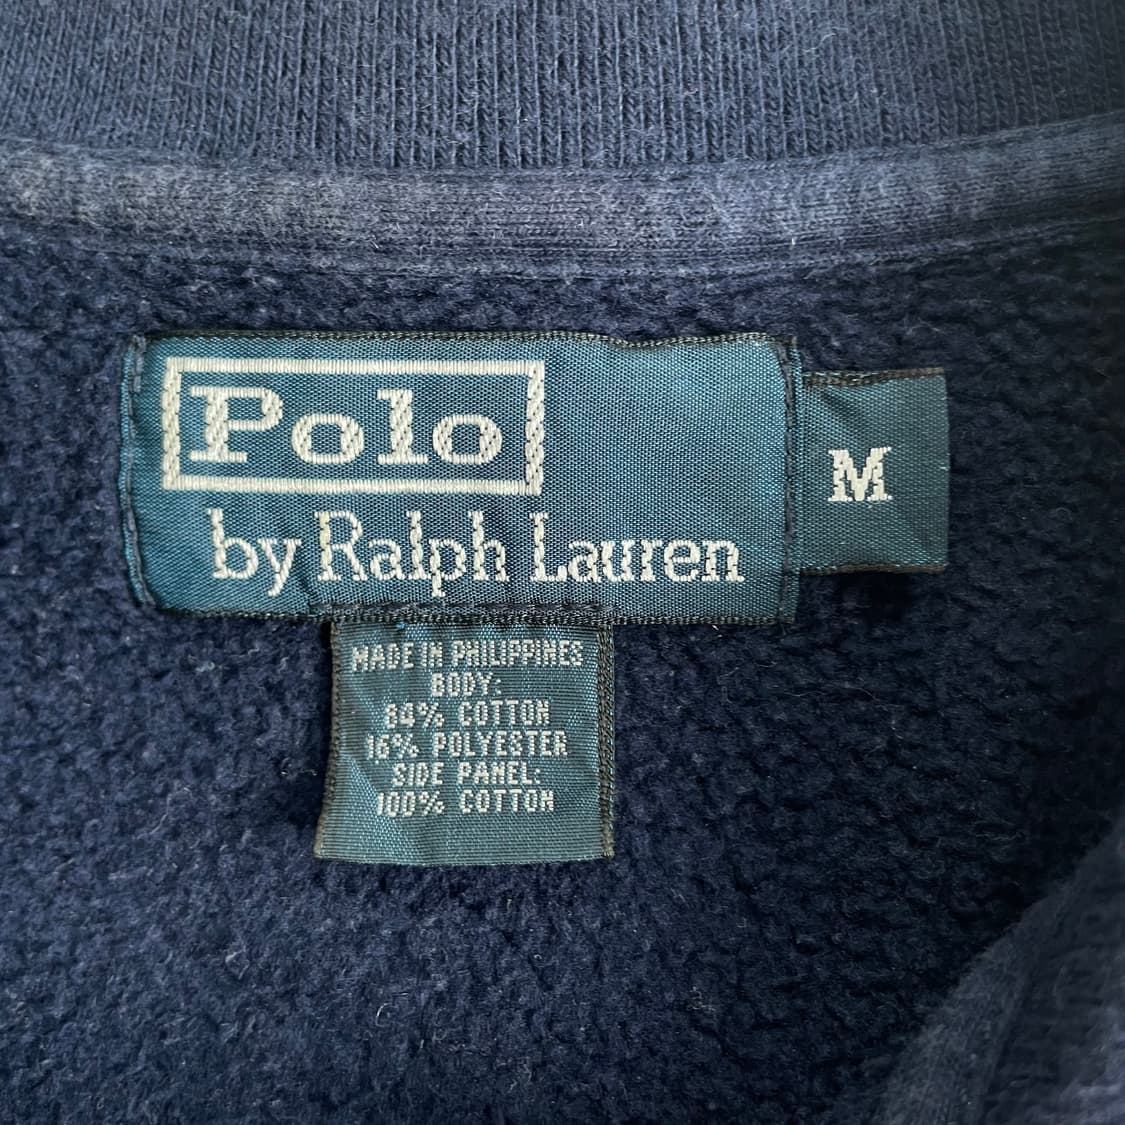 Polo
by Ralph Lauren
M
MADE IN PHILIPPINES
BODY:
84% COTTON
16% POLYESTER
SIDE PANEL:
100% COTTON